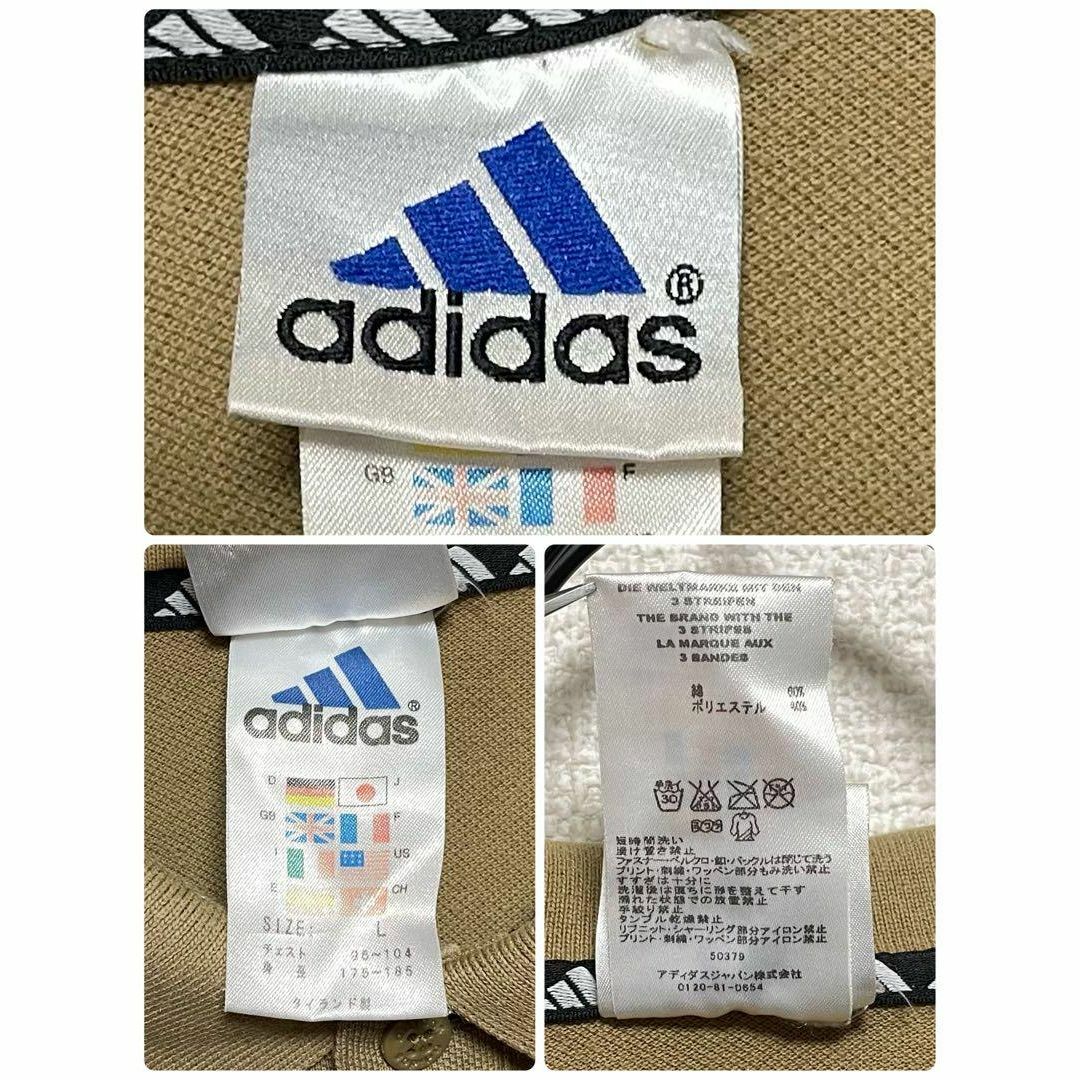 adidas ®
GB F
adidas ®
D J
GB F
I US
E CH
SIZE: L
チェスト 96~104
身 長 175~185
タイランド製
DIE WELTMARKE MIT DEN
3 STREIFEN
THE BRAND WITH THE
3 STRIPES
LA MARQUE AUX
3 BANDES
綿 60%
ポリエステル 40%
30
短時間洗い
漬け置き禁止
ファスナー・ベルクロ・釦・バックルは閉じて洗う
プリント・刺繍・ワッペン部分もみ洗い禁止
すすぎは十分に
洗濯後は直ちに形を整えて干す
濡れた状態での放置禁止
手絞り禁止
タンブル乾燥禁止
リブニット・シャーリング部分アイロン禁止
プリント・刺繍・ワッペン部分アイロン禁止
50379
アディダスジャパン株式会社
0120-81-0654